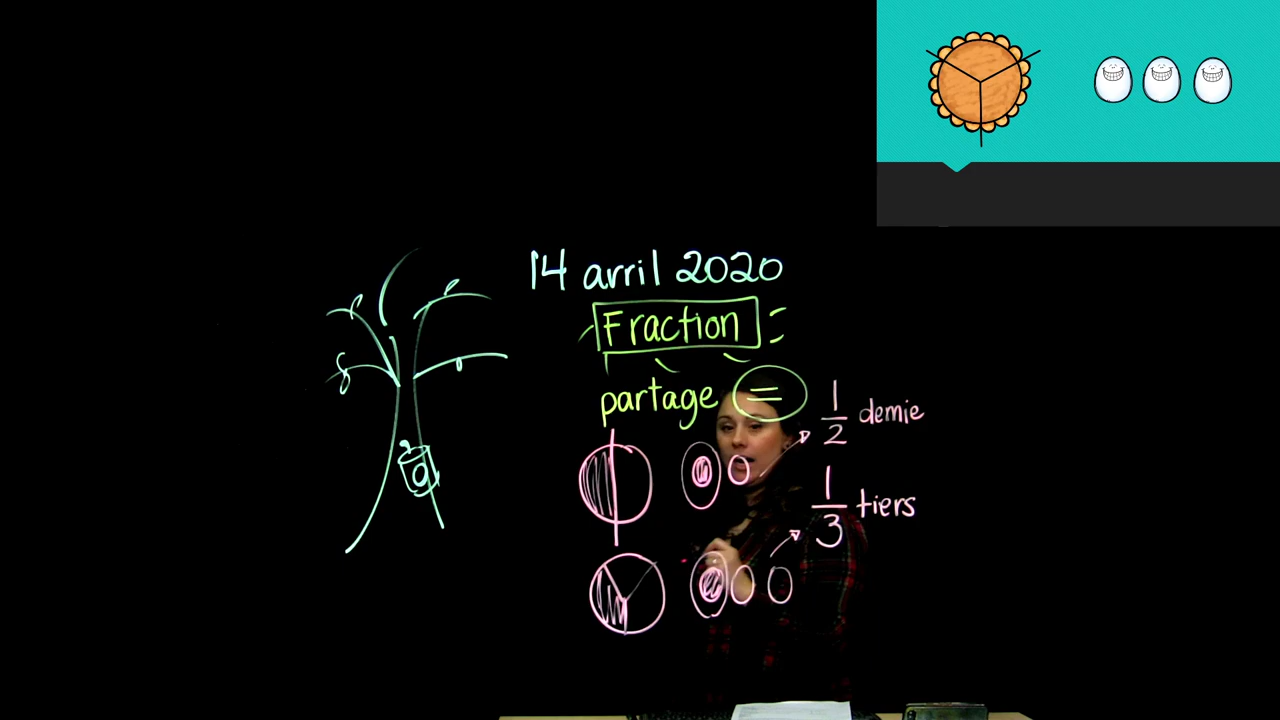 14 avril 2020
Fraction :
partage =
1/2 demie
1/3 tiers